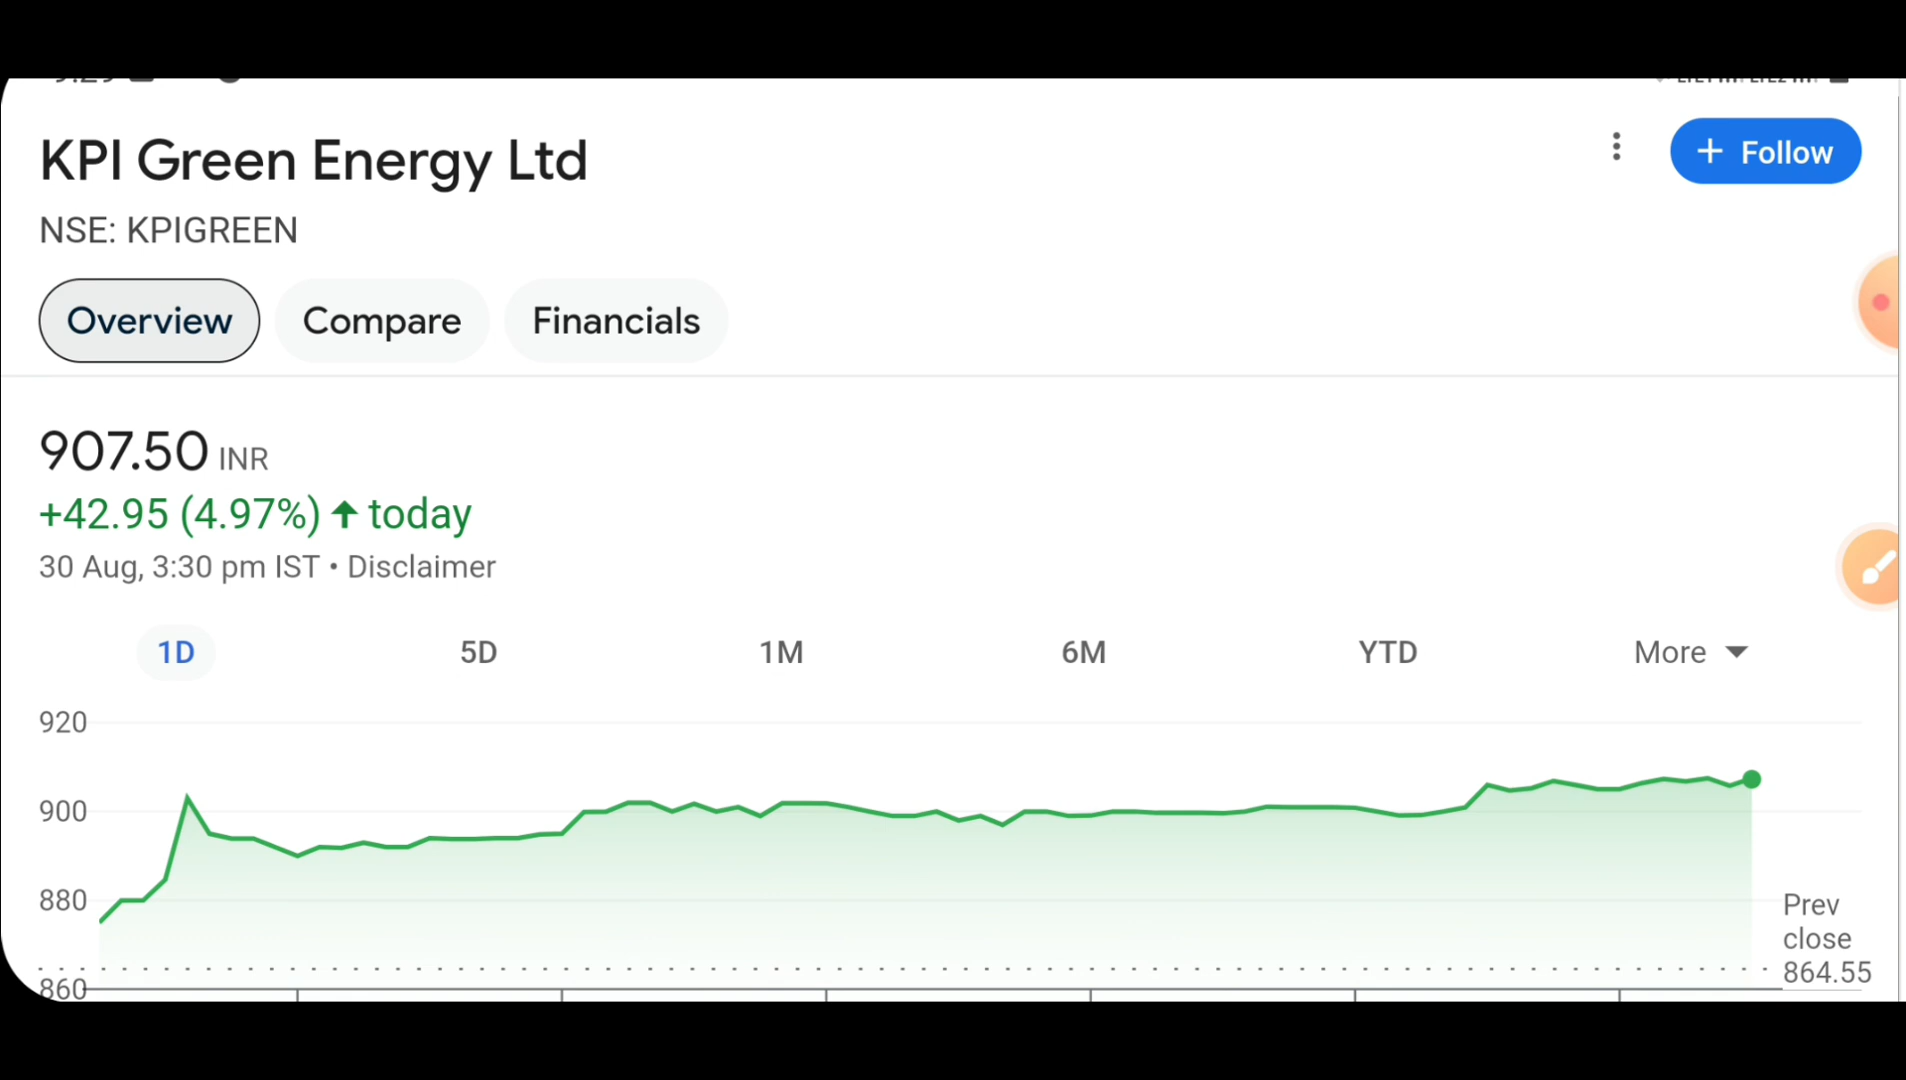 KPI Green Energy Ltd
+ Follow
NSE: KPIGREEN
Overview
Compare
Financials
907.50 INR
+42.95 (4.97%) ↑ today
30 Aug, 3:30 pm IST • Disclaimer
1D
5D
1M
6M
YTD
More
920
900
880
860
Prev
close
864.55